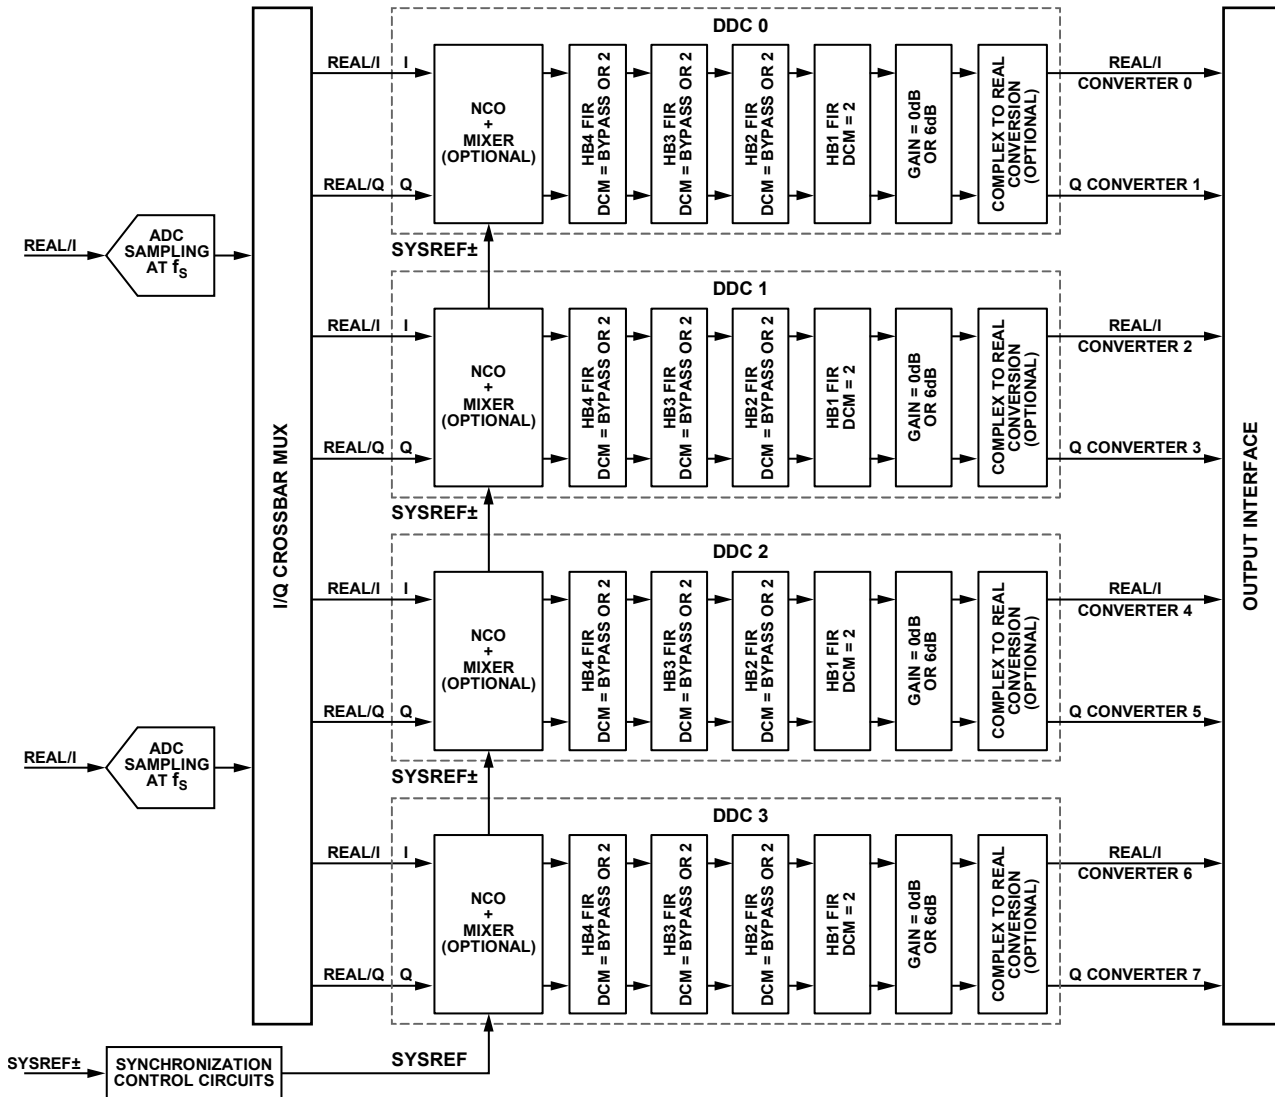 DDC 0
REAL/I
I
REAL/Q
Q
NCO
+
MIXER
(OPTIONAL)
HB4 FIR
DCM = BYPASS OR 2
HB3 FIR
DCM = BYPASS OR 2
HB2 FIR
DCM = BYPASS OR 2
HB1 FIR
DCM = 2
GAIN = 0dB
OR 6dB
COMPLEX TO REAL
CONVERSION
(OPTIONAL)
REAL/I
CONVERTER 0
Q CONVERTER 1
SYSREF±
REAL/I
ADC
SAMPLING
AT fS
I/Q CROSSBAR MUX
DDC 1
REAL/I
I
REAL/Q
Q
NCO
+
MIXER
(OPTIONAL)
HB4 FIR
DCM = BYPASS OR 2
HB3 FIR
DCM = BYPASS OR 2
HB2 FIR
DCM = BYPASS OR 2
HB1 FIR
DCM = 2
GAIN = 0dB
OR 6dB
COMPLEX TO REAL
CONVERSION
(OPTIONAL)
REAL/I
CONVERTER 2
Q CONVERTER 3
SYSREF±
OUTPUT INTERFACE
DDC 2
REAL/I
I
REAL/Q
Q
NCO
+
MIXER
(OPTIONAL)
HB4 FIR
DCM = BYPASS OR 2
HB3 FIR
DCM = BYPASS OR 2
HB2 FIR
DCM = BYPASS OR 2
HB1 FIR
DCM = 2
GAIN = 0dB
OR 6dB
COMPLEX TO REAL
CONVERSION
(OPTIONAL)
REAL/I
CONVERTER 4
Q CONVERTER 5
SYSREF±
REAL/I
ADC
SAMPLING
AT fS
DDC 3
REAL/I
I
REAL/Q
Q
NCO
+
MIXER
(OPTIONAL)
HB4 FIR
DCM = BYPASS OR 2
HB3 FIR
DCM = BYPASS OR 2
HB2 FIR
DCM = BYPASS OR 2
HB1 FIR
DCM = 2
GAIN = 0dB
OR 6dB
COMPLEX TO REAL
CONVERSION
(OPTIONAL)
REAL/I
CONVERTER 6
Q CONVERTER 7
SYSREF±
SYNCHRONIZATION
CONTROL CIRCUITS
SYSREF